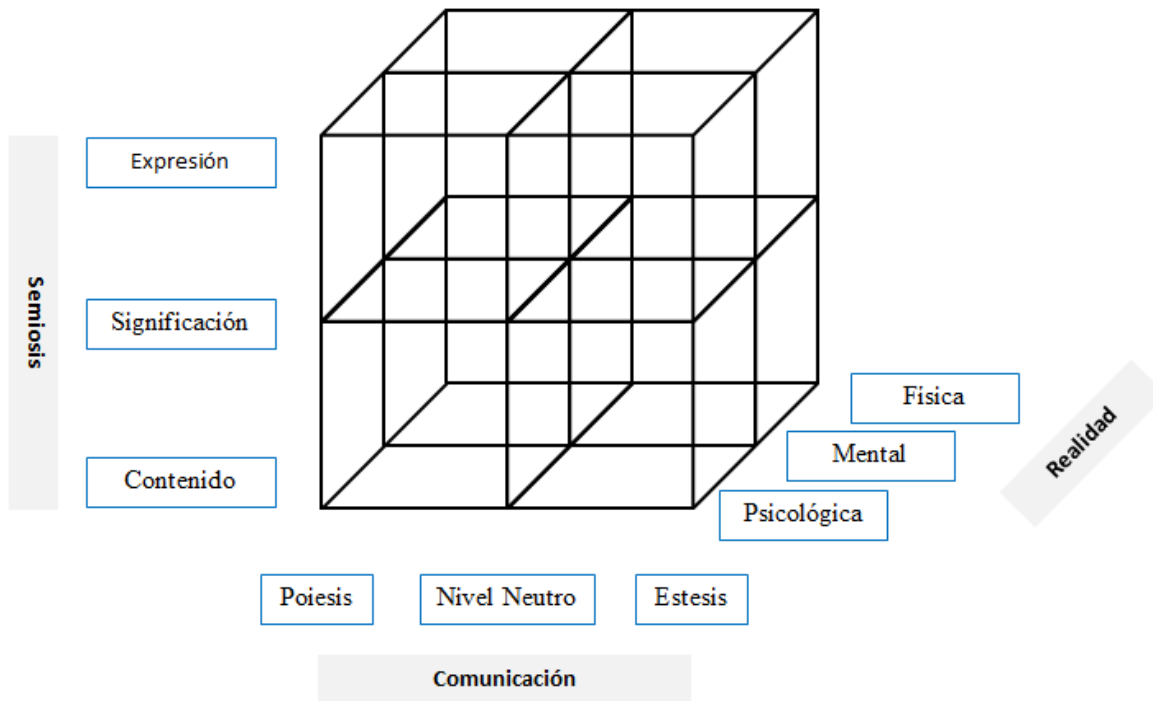 Expresión
Semiosis
Significación
Física
Realidad
Mental
Contenido
Psicológica
Poiesis
Nivel Neutro
Estesis
Comunicación